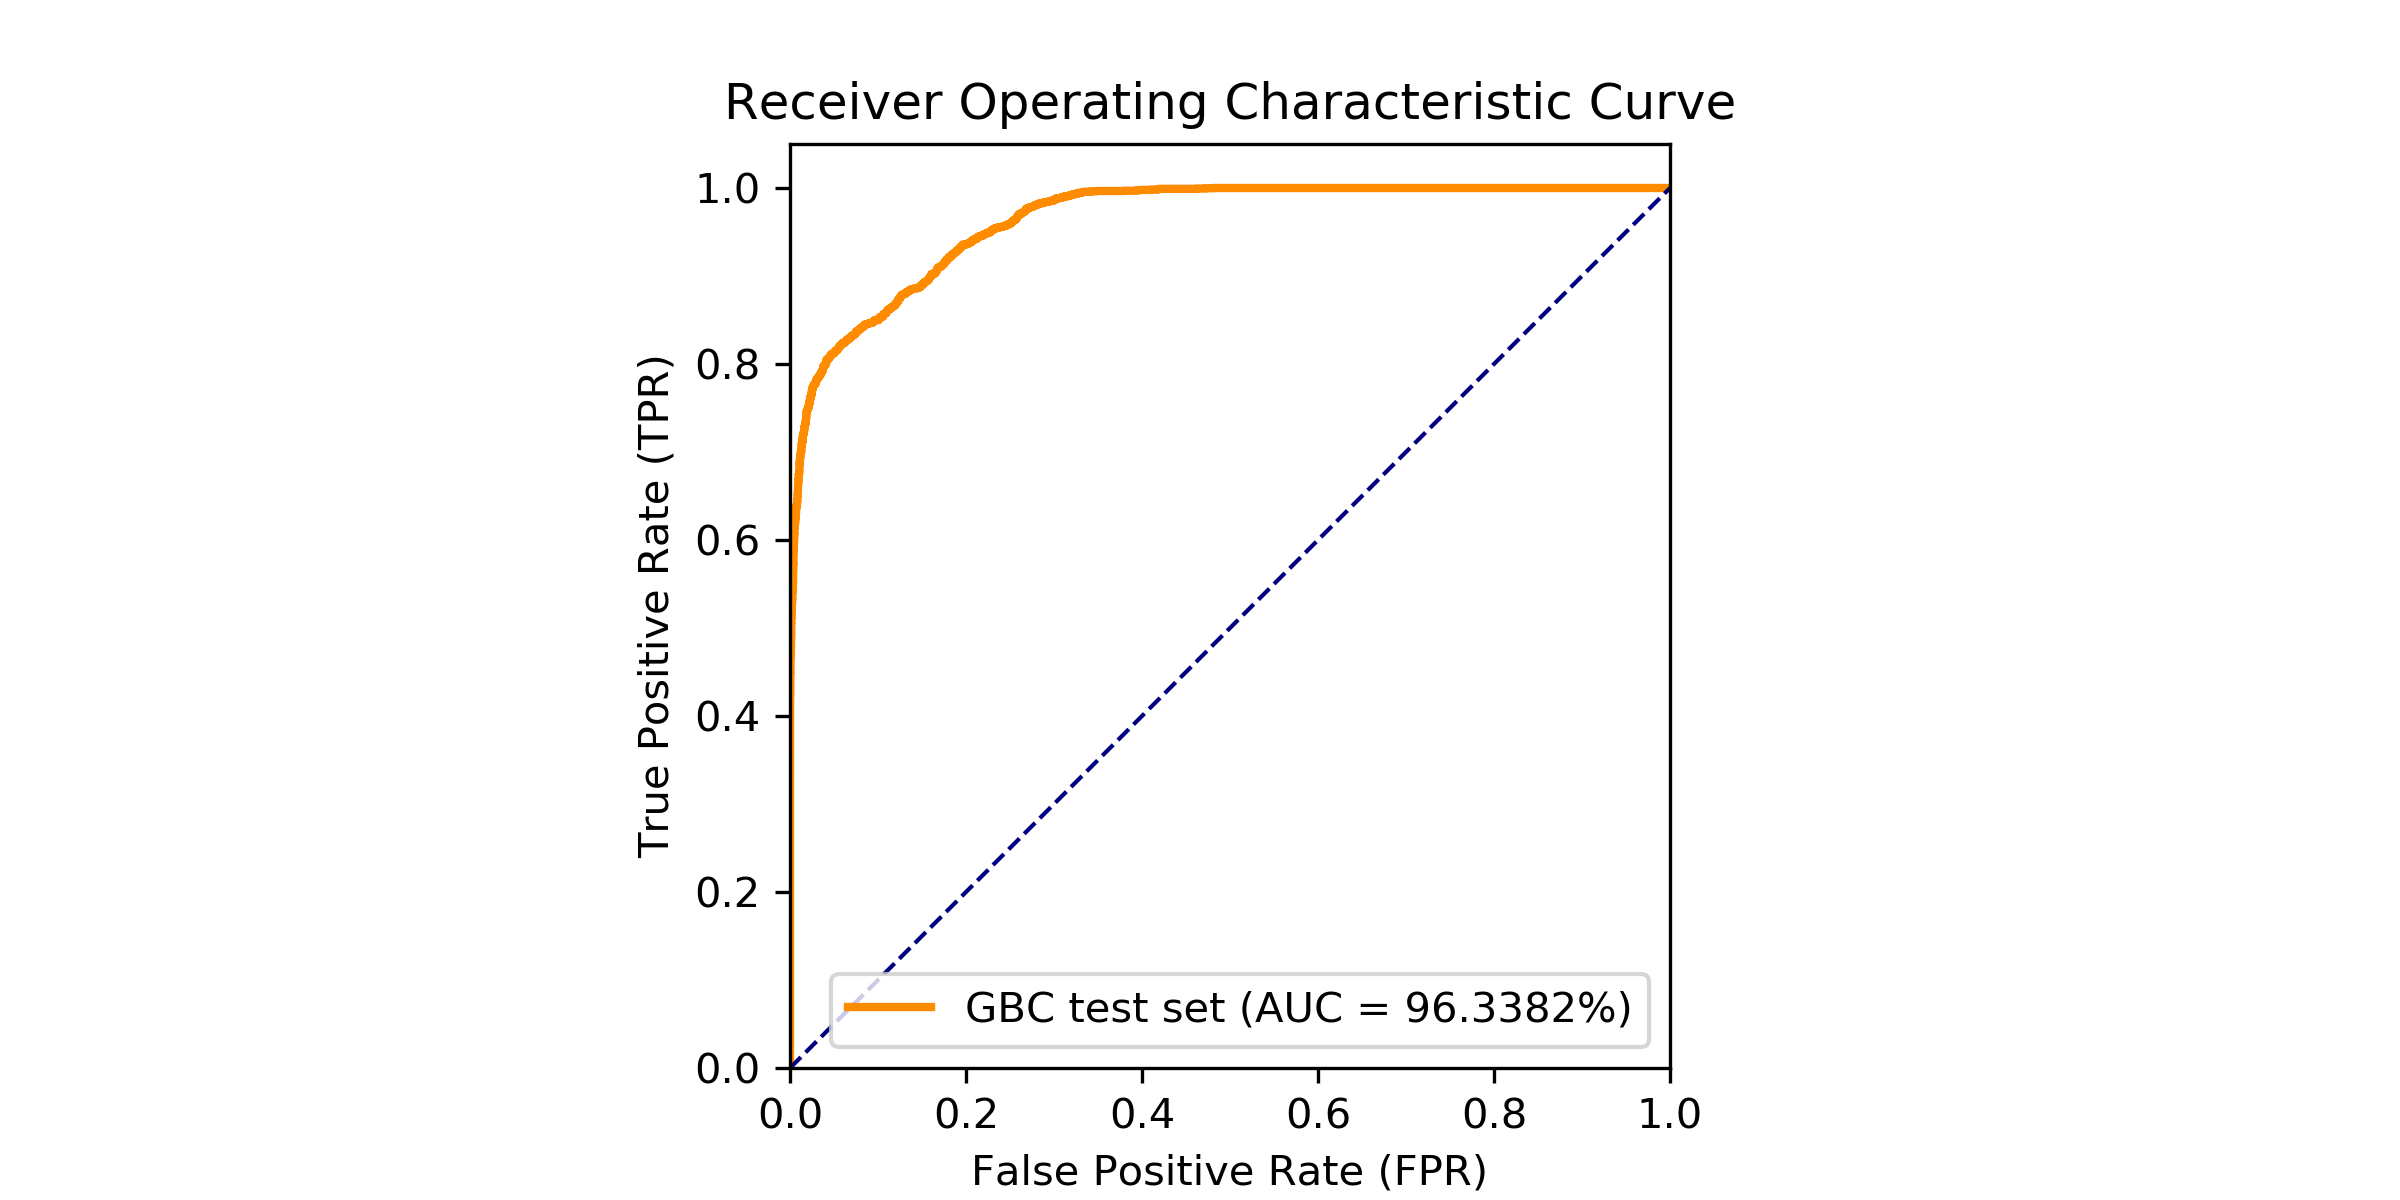 Receiver Operating Characteristic Curve
1.0
0.8
0.6
0.4
0.2
0.0
True Positive Rate (TPR)
GBC test set (AUC = 96.3382%)
0.0 0.2 0.4 0.6 0.8 1.0
False Positive Rate (FPR)